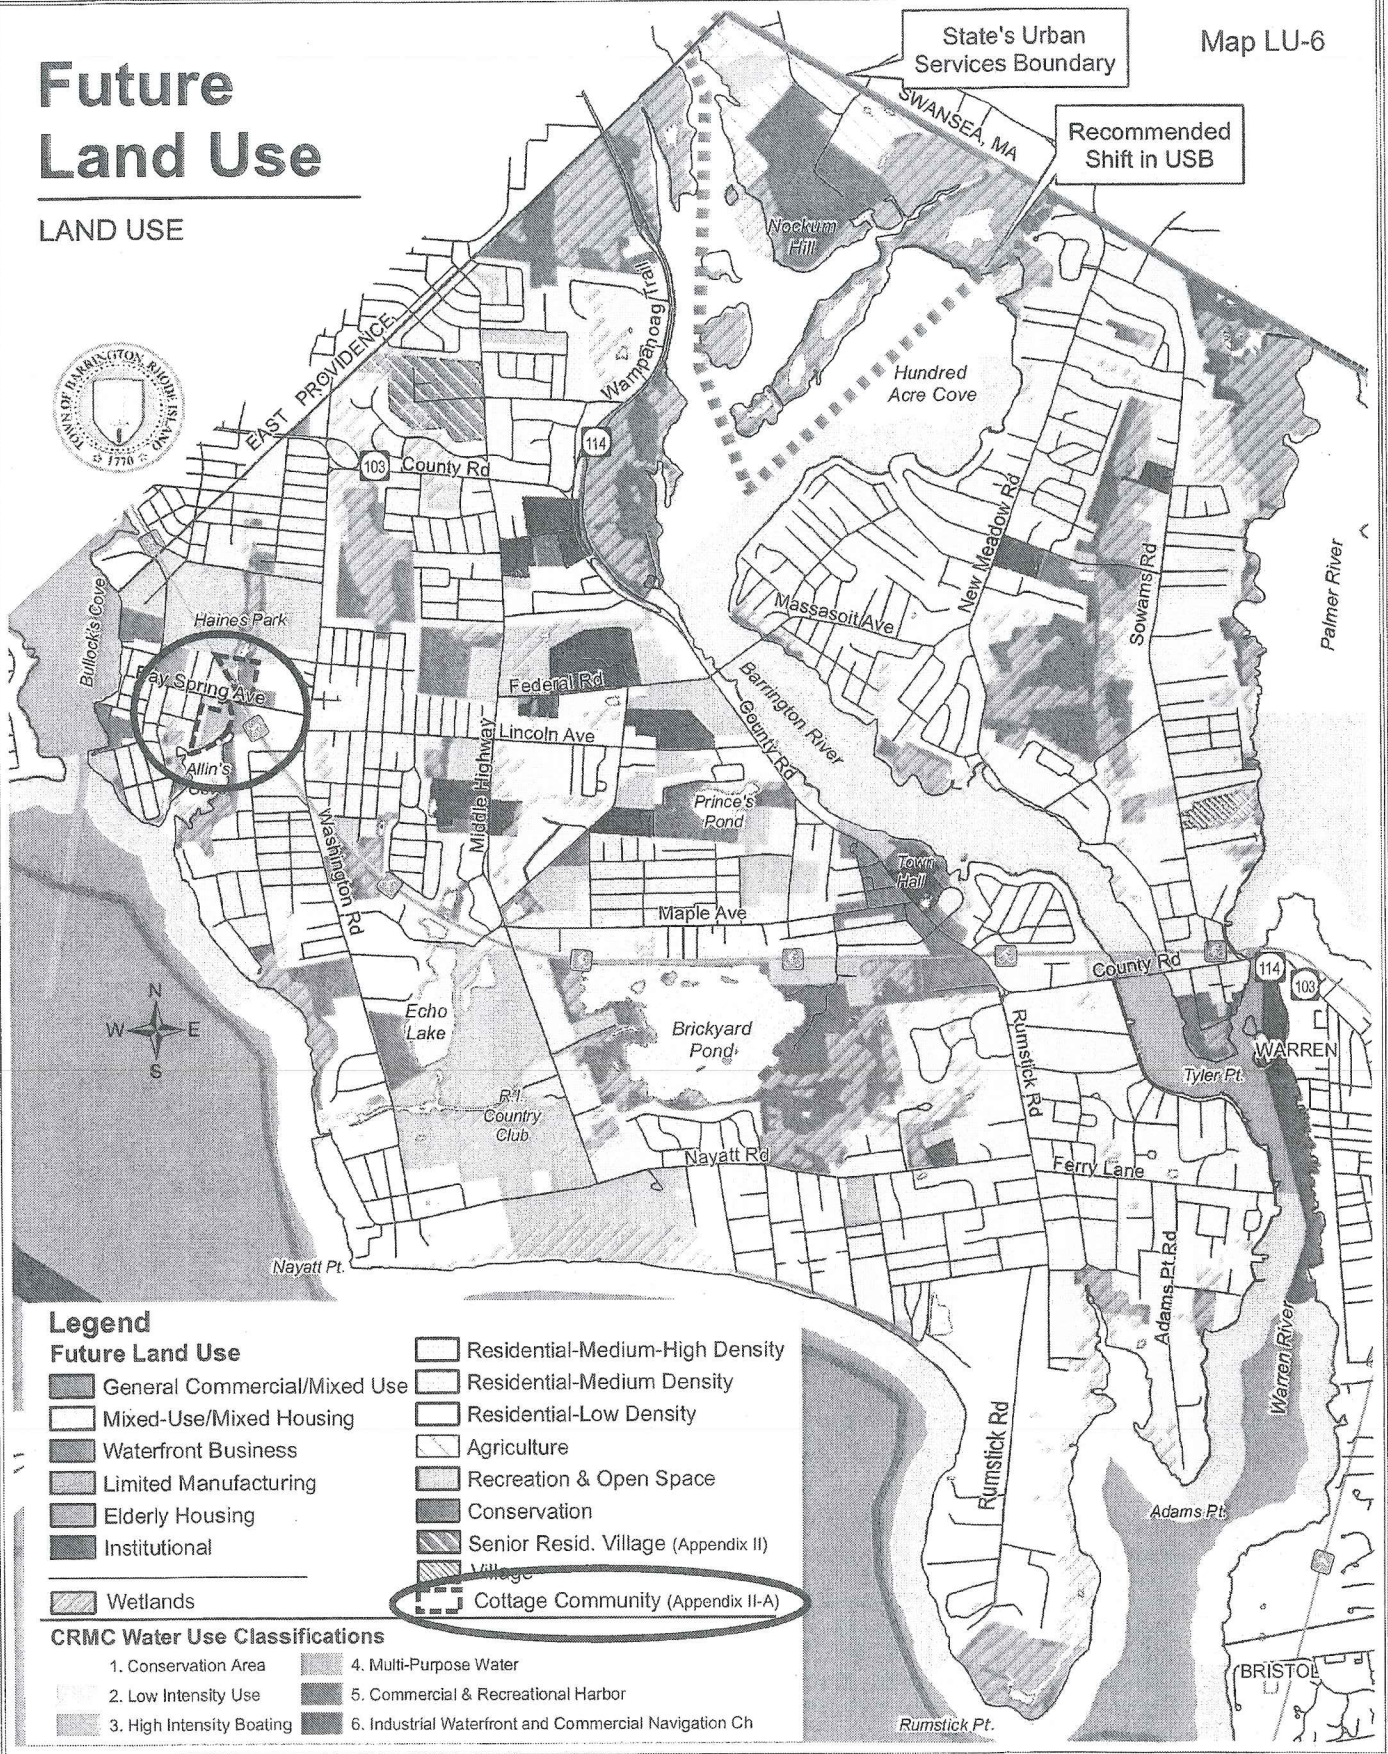 Future
Land Use
LAND USE
Map LU-6
State's Urban
Services Boundary
SWANSEA, MA
Recommended
Shift in USB
Nockum
Hill
Wampanoag Trail
EAST PROVIDENCE
TOWN OF BARRINGTON, RHODE ISLAND
1770
Hundred
Acre Cove
114
103
County Rd
New Meadow Rd
Sowams Rd
Palmer River
Bullock's Cove
Haines Park
Massasoit Ave
Bay Spring Ave
Federal Rd
Barrington River
County Rd
Lincoln Ave
Allin's
Middle Highway
Prince's
Pond
Washington Rd
Town
Hall
Maple Ave
County Rd
114
103
N
W E
S
Echo
Lake
Brickyard
Pond
Rumstick Rd
WARREN
Tyler Pt.
R.I.
Country
Club
Nayatt Rd
Ferry Lane
Adams Pt Rd
Nayatt Pt.
Warren River
Rumstick Rd
Adams Pt.
BRISTOL
Rumstick Pt.
Legend
Future Land Use
General Commercial/Mixed Use
Mixed-Use/Mixed Housing
Waterfront Business
Limited Manufacturing
Elderly Housing
Institutional
Wetlands
Residential-Medium-High Density
Residential-Medium Density
Residential-Low Density
Agriculture
Recreation & Open Space
Conservation
Senior Resid. Village (Appendix II)
Village
Cottage Community (Appendix II-A)
CRMC Water Use Classifications
1. Conservation Area
2. Low Intensity Use
3. High Intensity Boating
4. Multi-Purpose Water
5. Commercial & Recreational Harbor
6. Industrial Waterfront and Commercial Navigation Ch